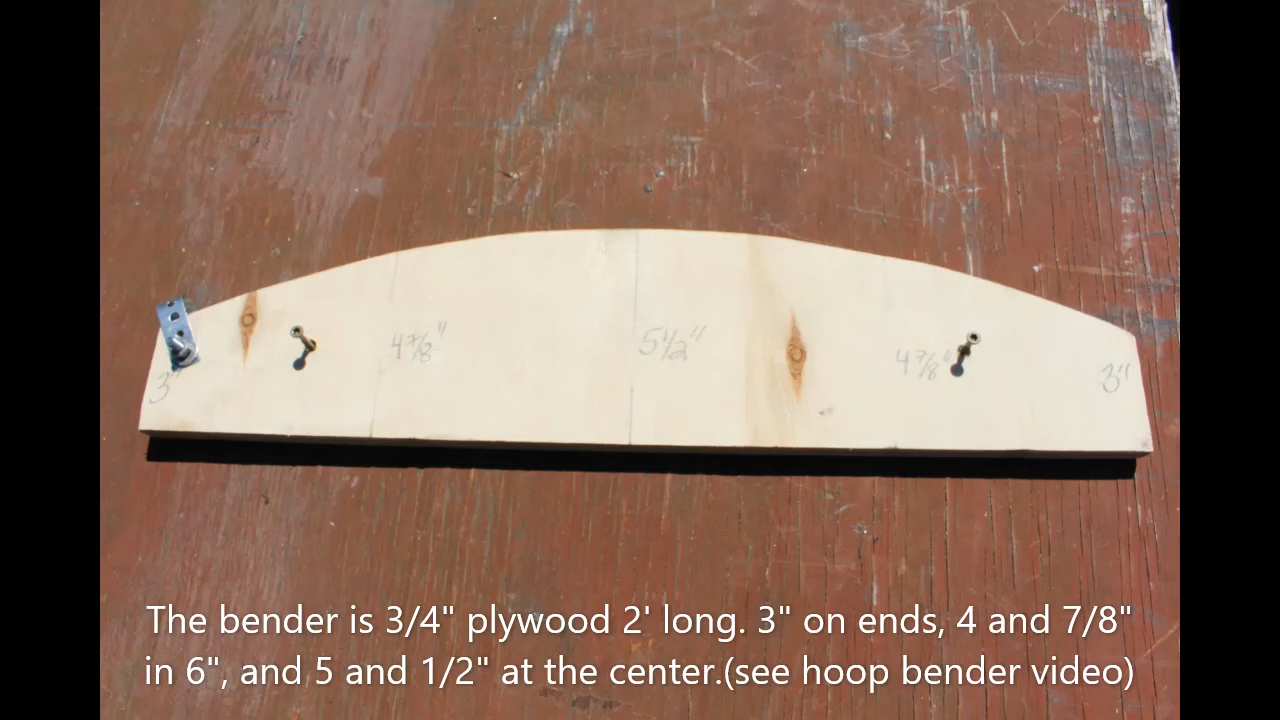 4 7/8"
5 1/2"
4 7/8"
3"
3"
The bender is 3/4" plywood 2' long. 3" on ends, 4 and 7/8"
in 6", and 5 and 1/2" at the center.(see hoop bender video)